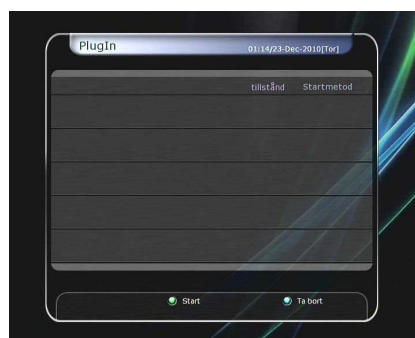 PlugIn 01:14/23-Dec-2010[Tor]
tillstånd Startmetod
Start Ta bort